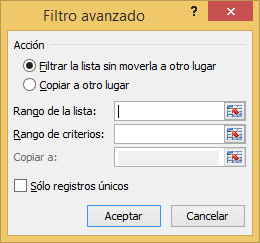 Filtro avanzado
Acción
Filtrar la lista sin moverla a otro lugar
Copiar a otro lugar
Rango de la lista:
Rango de criterios:
Copiar a:
Sólo registros únicos
Aceptar Cancelar